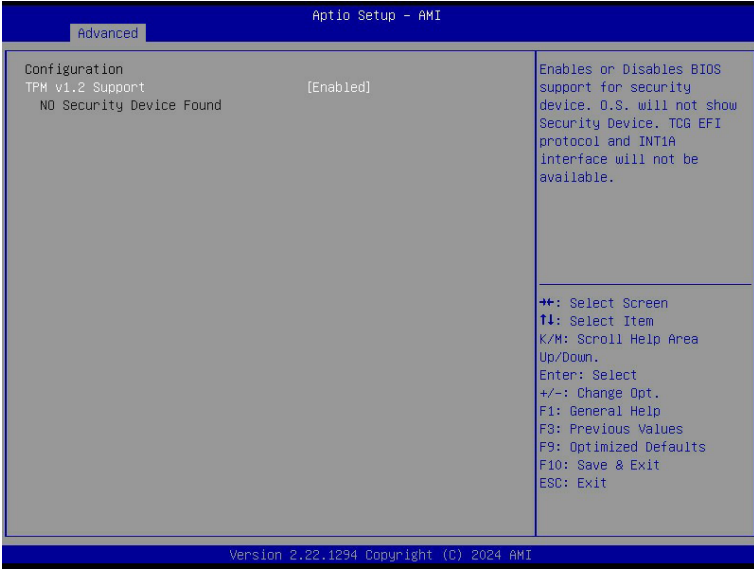 Aptio Setup – AMI
Advanced
Configuration
TPM v1.2 Support [Enabled]
NO Security Device Found
Enables or Disables BIOS
support for security
device. O.S. will not show
Security Device. TCG EFI
protocol and INT1A
interface will not be
available.
→←: Select Screen
↑↓: Select Item
K/M: Scroll Help Area
Up/Down.
Enter: Select
+/-: Change Opt.
F1: General Help
F3: Previous Values
F9: Optimized Defaults
F10: Save & Exit
ESC: Exit
Version 2.22.1294 Copyright (C) 2024 AMI